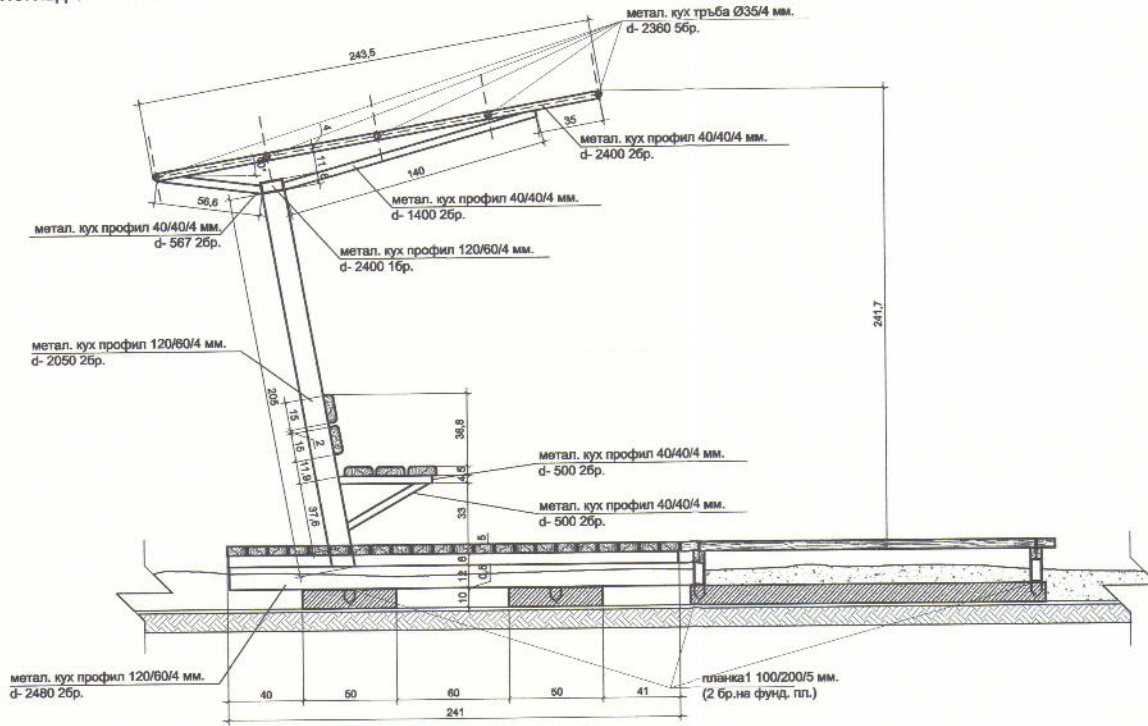 метал. кух тръба Ø35/4 мм.
d- 2360 5бр.
243,5
4
11,6
35
метал. кух профил 40/40/4 мм.
d- 2400 2бр.
140
56,6
метал. кух профил 40/40/4 мм.
d- 1400 2бр.
метал. кух профил 40/40/4 мм.
d- 567 2бр.
метал. кух профил 120/60/4 мм.
d- 2400 1бр.
241,7
метал. кух профил 120/60/4 мм.
d- 2050 2бр.
205
15
2
15
11,9
37,6
38,8
4,5
33
метал. кух профил 40/40/4 мм.
d- 500 2бр.
метал. кух профил 40/40/4 мм.
d- 500 2бр.
5
6
12
0,8
10
метал. кух профил 120/60/4 мм.
d- 2480 2бр.
планка1 100/200/5 мм.
(2 бр.на фунд. пл.)
40
50
60
50
41
241